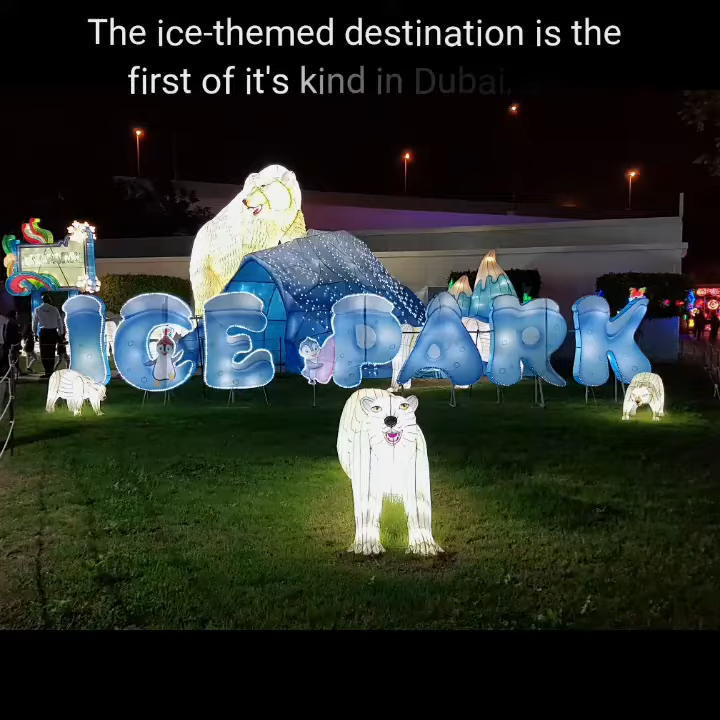 The ice-themed destination is the
first of it's kind in Dubai.
ICE PARK